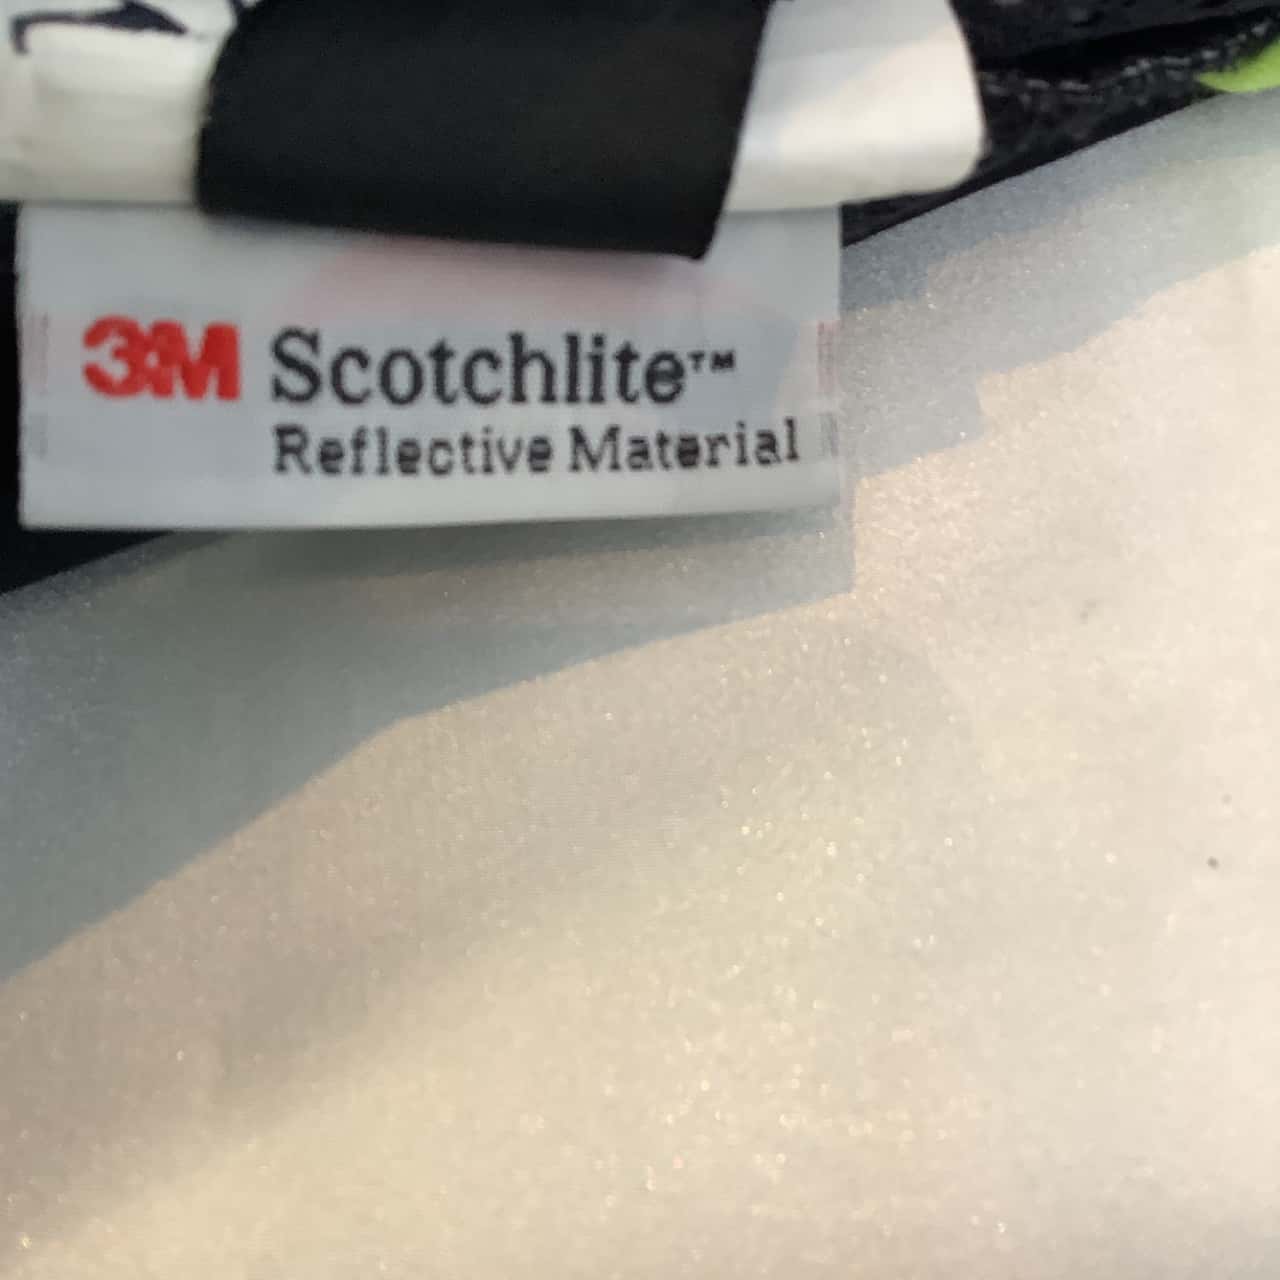 3M Scotchlite™
Reflective Material